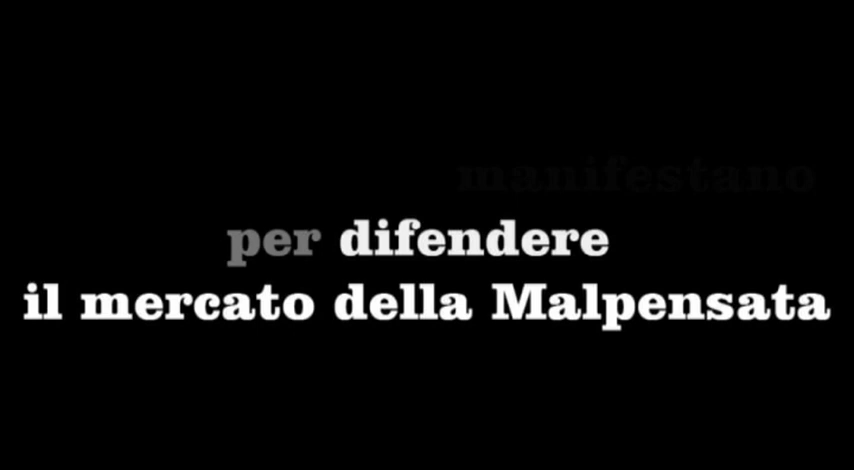 manifestano
per difendere
il mercato della Malpensata